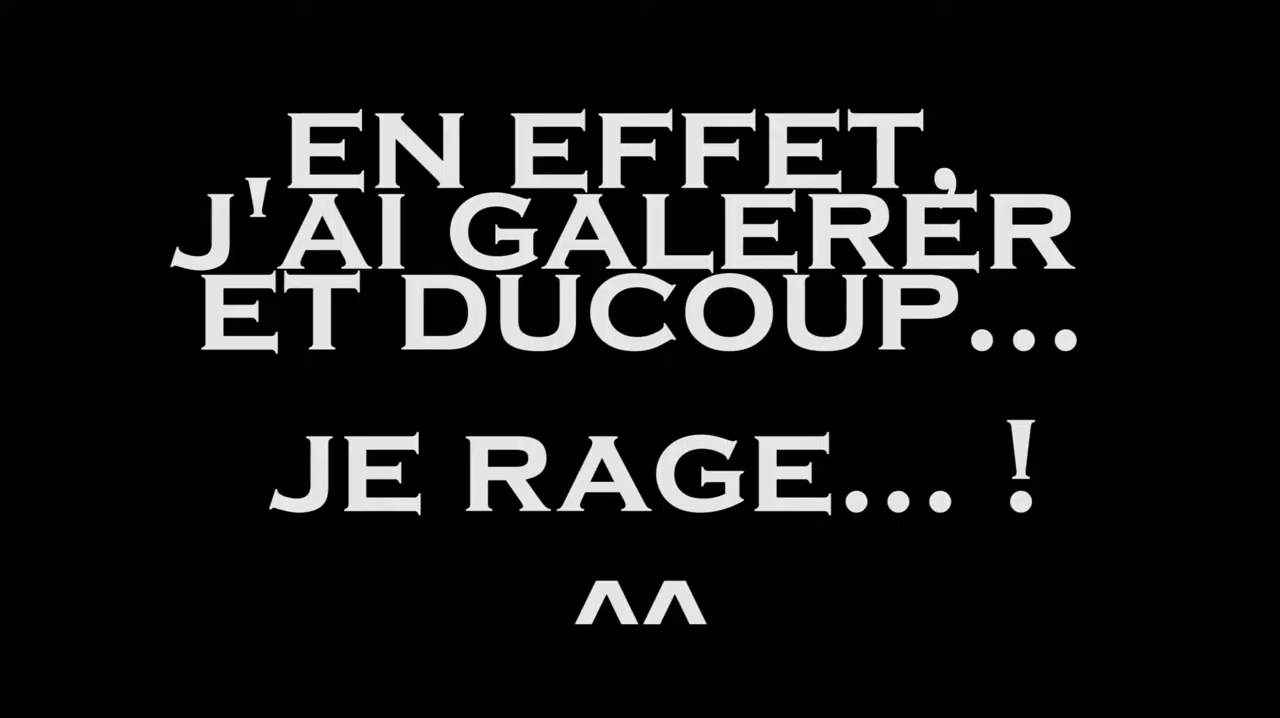 EN EFFET,
J'AI GALERER
ET DUCOUP...
JE RAGE... !
^^